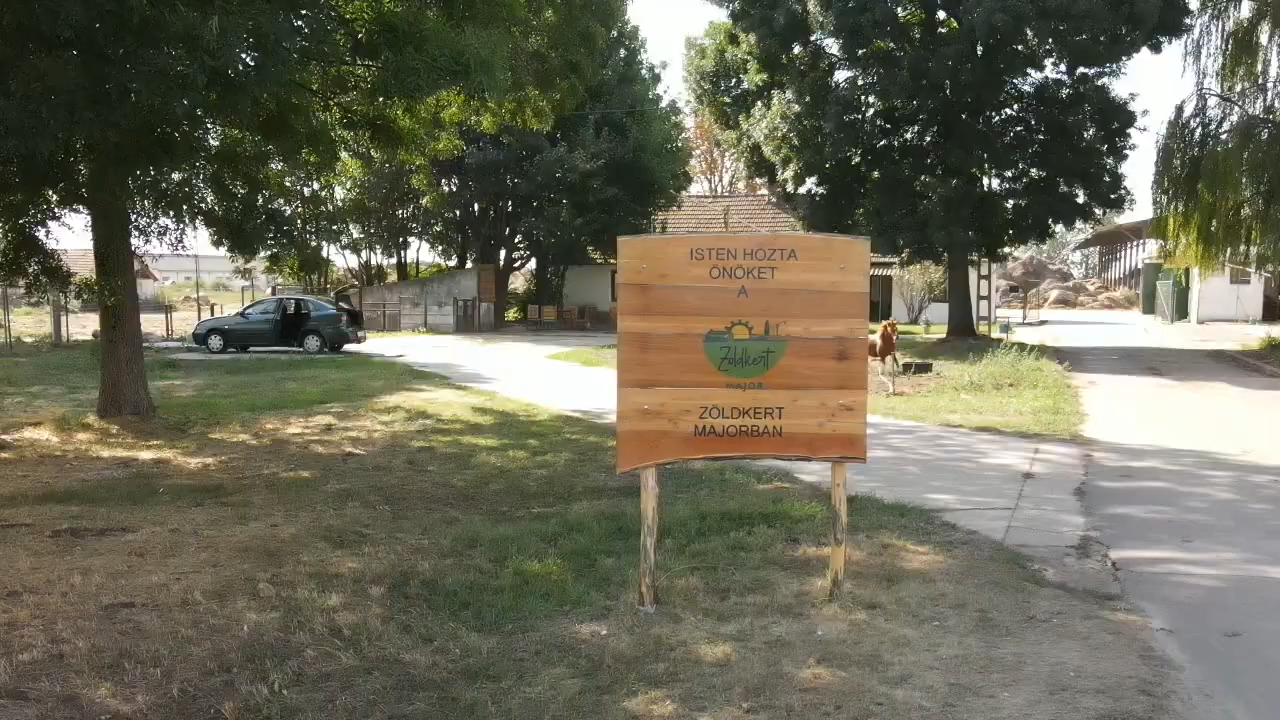 ISTEN HOZTA
ÖNÖKET
A
Zöldkert
MAJOR
ZÖLDKERT
MAJORBAN